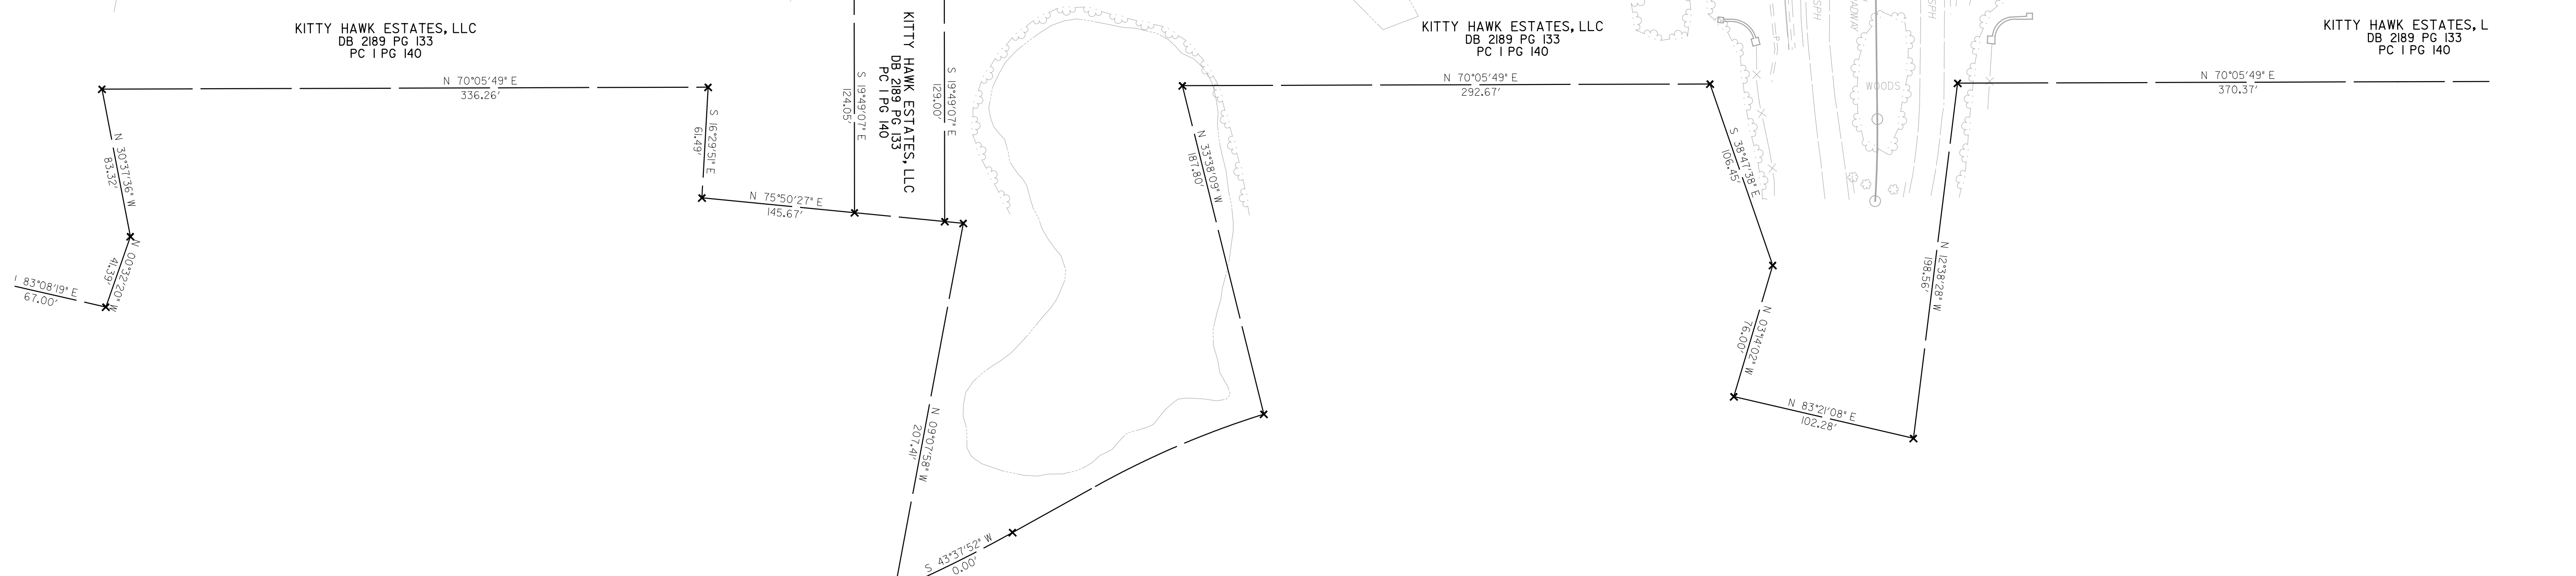 KITTY HAWK ESTATES, LLC
DB 2189 PG 133
PC 1 PG 140
N 70°05'49" E
336.26'
N 30°37'36" W
83.32'
N 00°32'20" W
41.39'
83°08'19" E
67.00'
S 16°29'51" E
61.49'
N 75°50'27" E
145.67'
S 19°49'07" E
124.05'
KITTY HAWK ESTATES, LLC
DB 2189 PG 133
PC 1 PG 140
S 19°49'07" E
129.00'
N 09°07'58" W
207.41'
S 43°37'52" W
0.00'
N 33°38'09" W
187.80'
KITTY HAWK ESTATES, LLC
DB 2189 PG 133
PC 1 PG 140
N 70°05'49" E
292.67'
S 38°47'38" E
106.45'
N 03°14'02" W
76.00'
N 83°21'08" E
102.28'
N 12°38'28" W
198.56'
SPH
ADWAY
WOODS
SPH
KITTY HAWK ESTATES, L
DB 2189 PG 133
PC 1 PG 140
N 70°05'49" E
370.37'